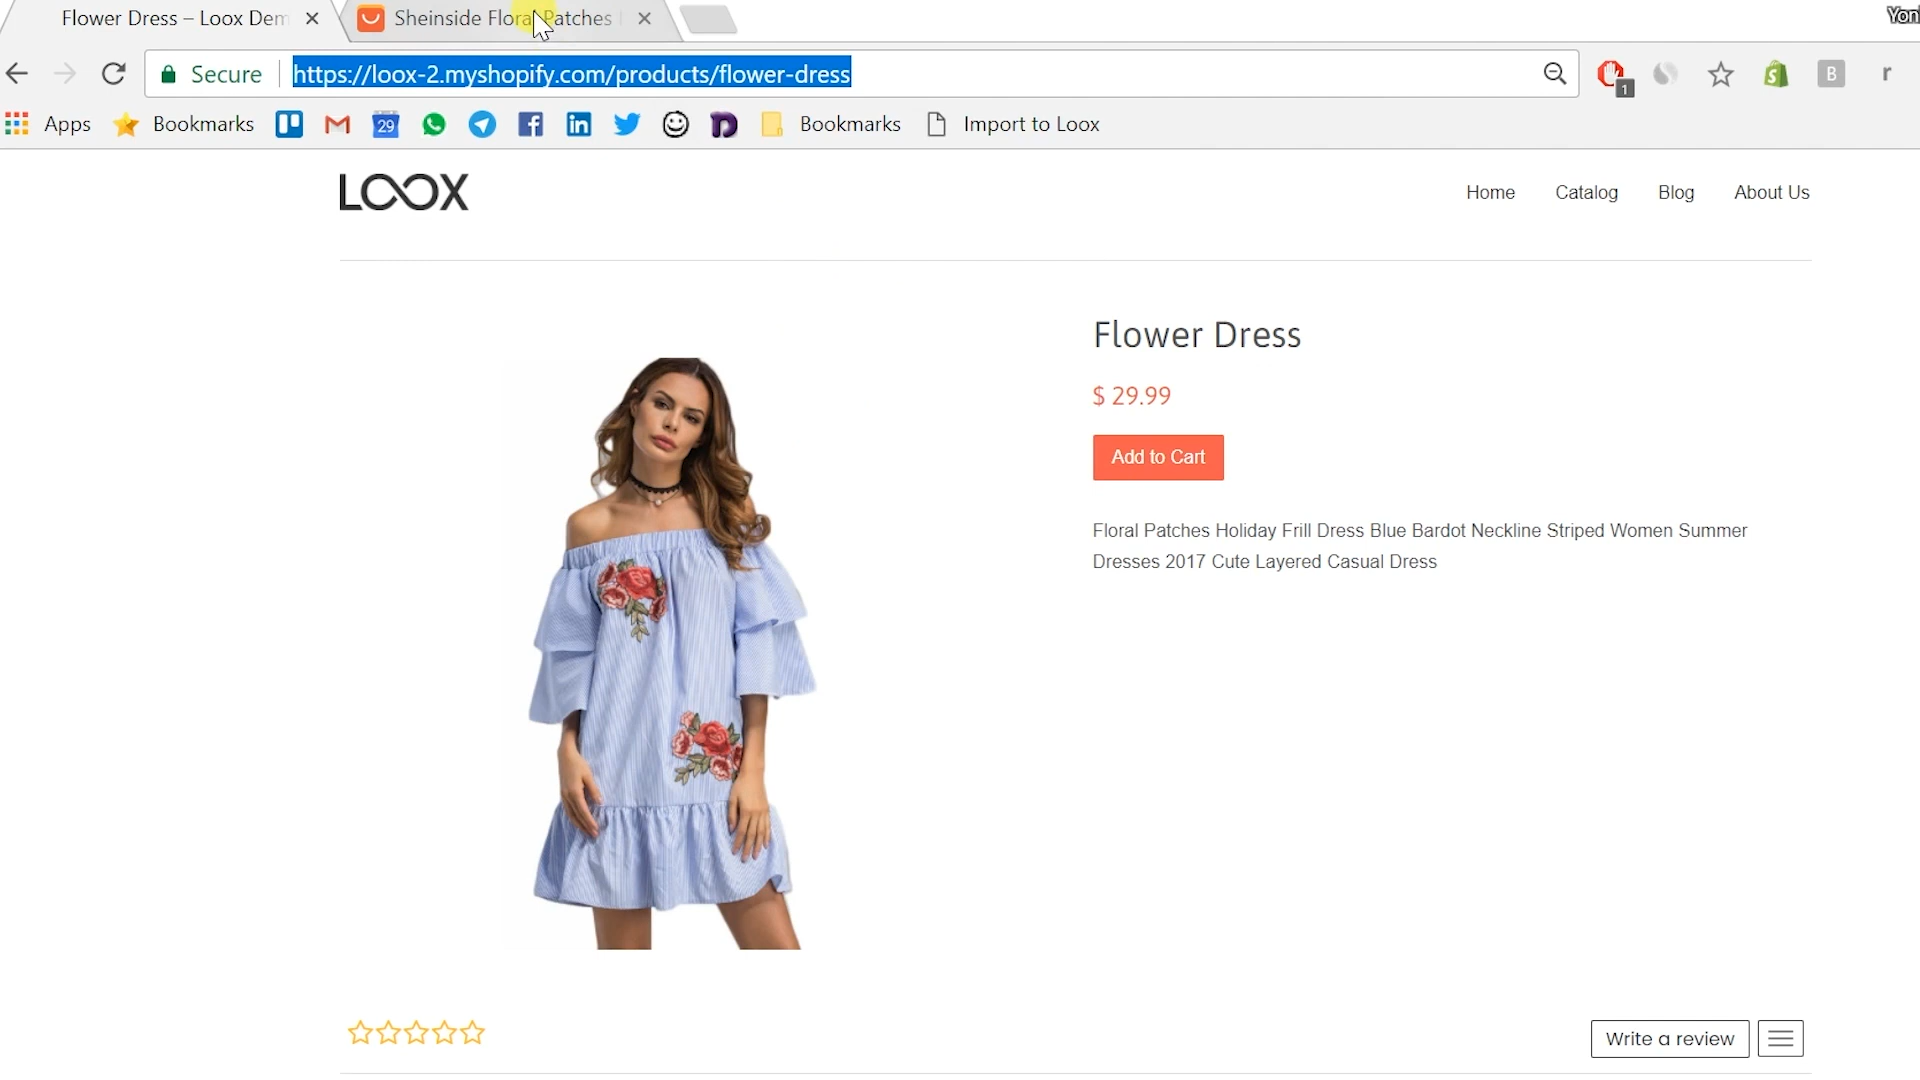 Flower Dress – Loox Dem
Sheinside Floral Patches
Yon
Secure
https://loox-2.myshopify.com/products/flower-dress
1
B
r
Apps
Bookmarks
29
Bookmarks
Import to Loox
LOOX
Home
Catalog
Blog
About Us
Flower Dress
$ 29.99
Add to Cart
Floral Patches Holiday Frill Dress Blue Bardot Neckline Striped Women Summer
Dresses 2017 Cute Layered Casual Dress
Write a review